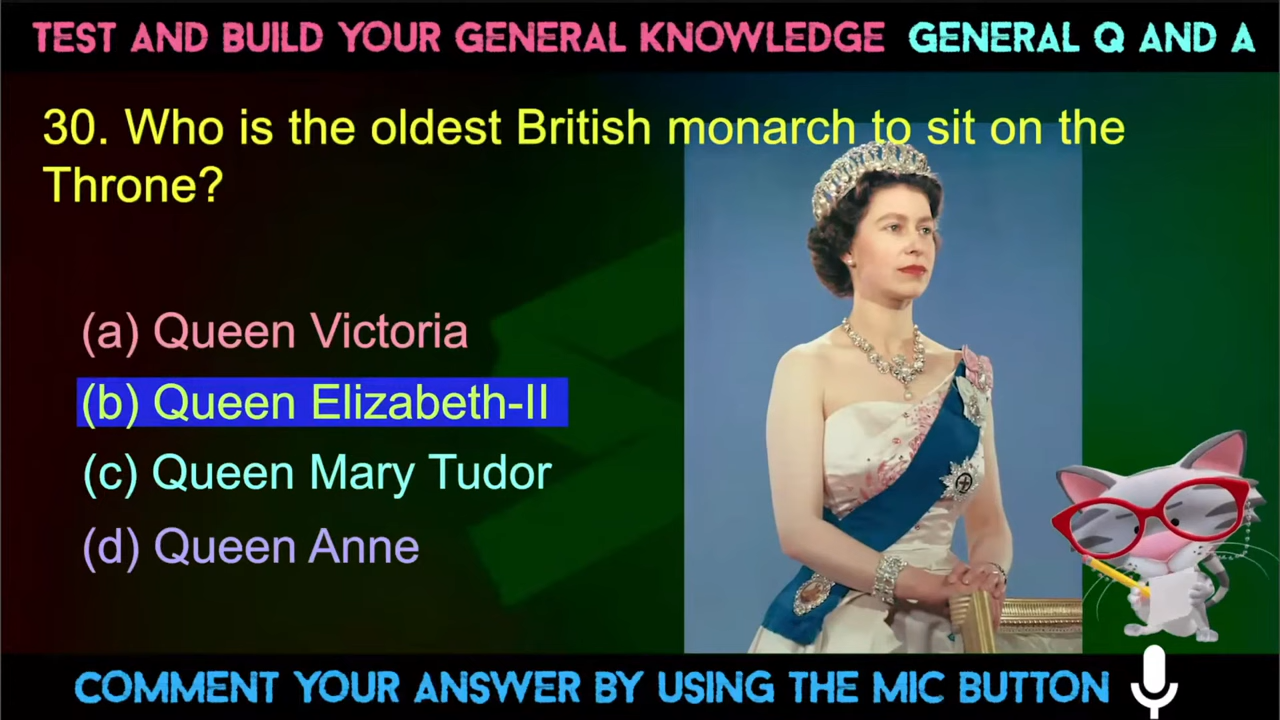 TEST AND BUILD YOUR GENERAL KNOWLEDGE GENERAL Q AND A
30. Who is the oldest British monarch to sit on the
Throne?
(a) Queen Victoria
(b) Queen Elizabeth-II
(c) Queen Mary Tudor
(d) Queen Anne
COMMENT YOUR ANSWER BY USING THE MIC BUTTON